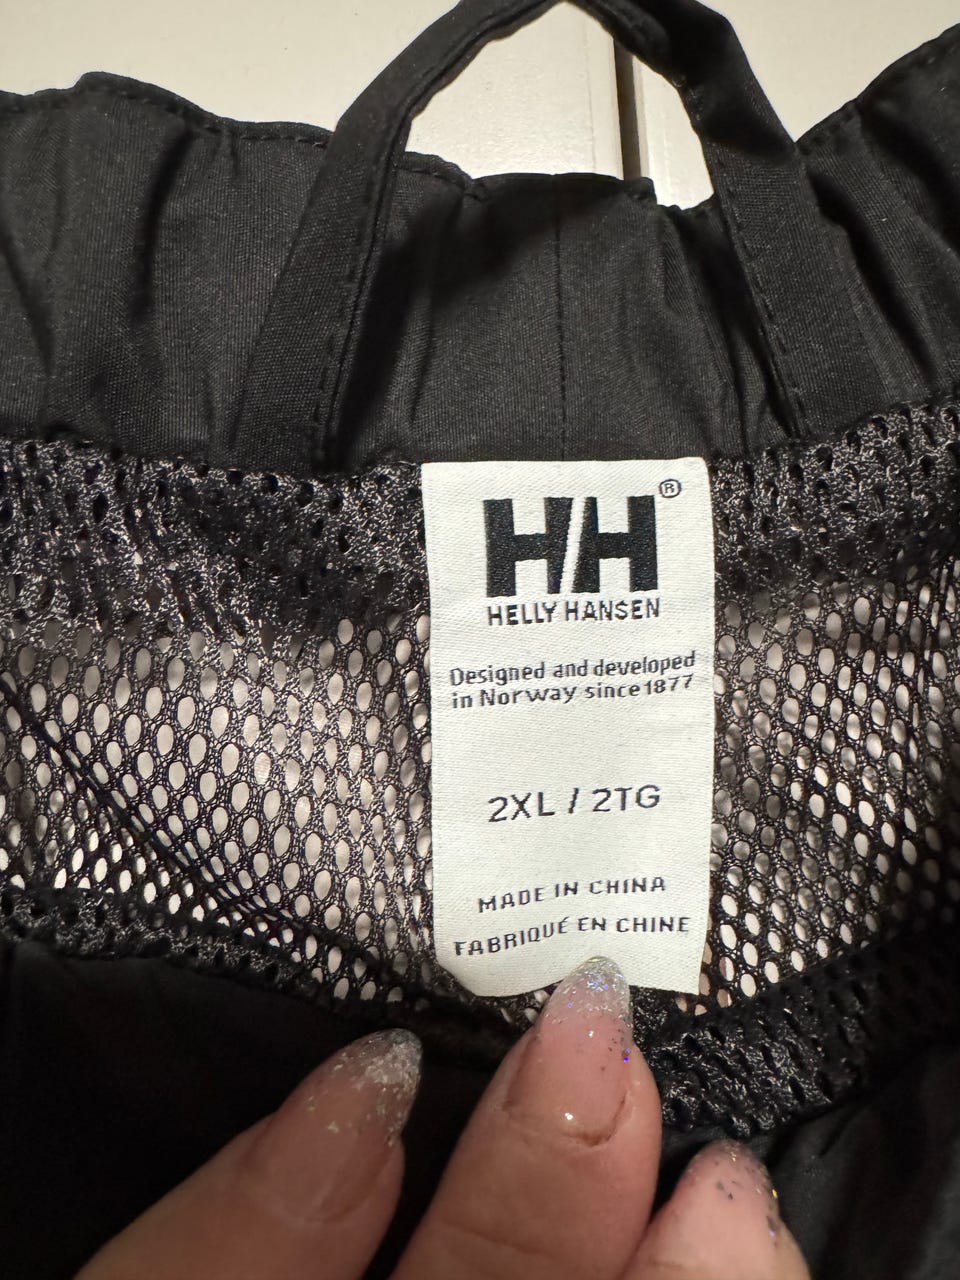 HH®
HELLY HANSEN
Designed and developed
in Norway since 1877
2XL / 2TG
MADE IN CHINA
FABRIQUÉ EN CHINE